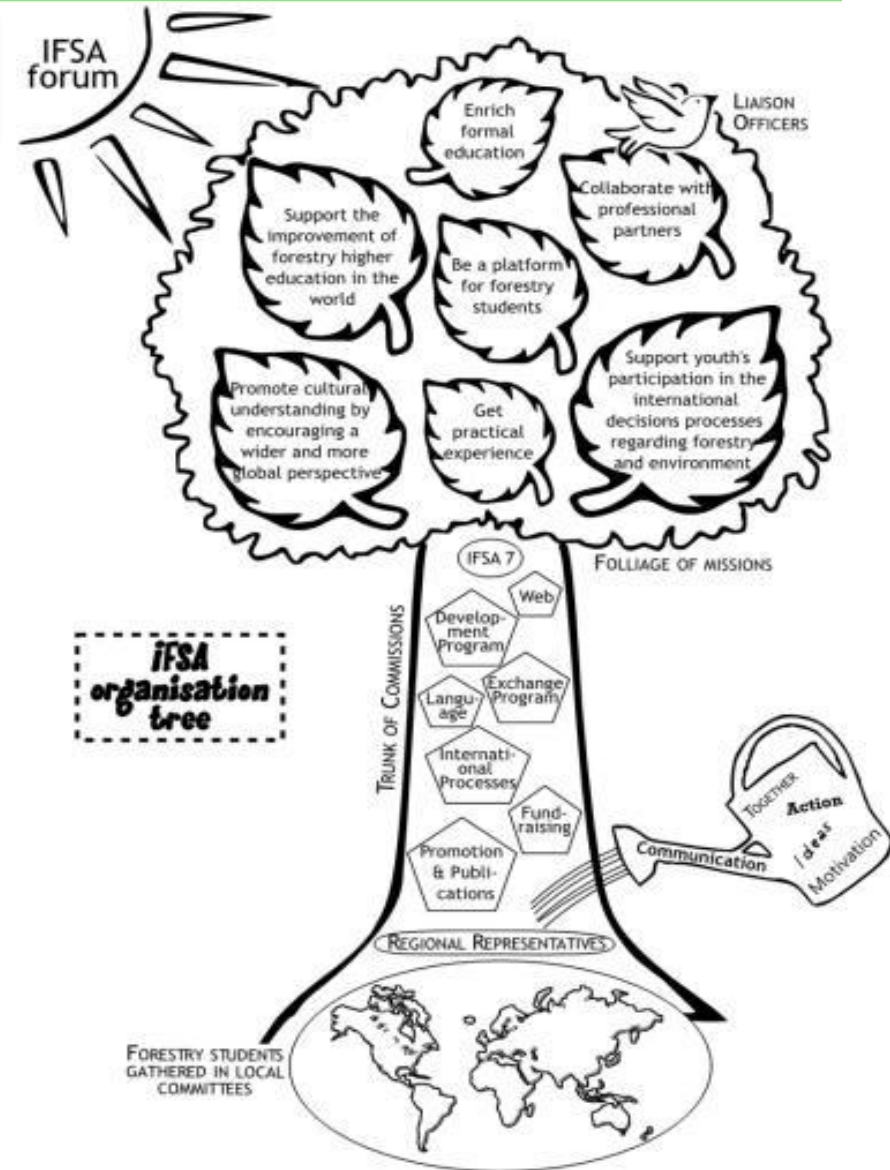 IFSA
forum
LIAISON
OFFICERS
Enrich
formal
education
Collaborate with
professional
partners
Support the
improvement of
forestry higher
education in the
world
Be a platform
for forestry
students
Support youth's
participation in the
international
decisions processes
regarding forestry
and environment
Promote cultural
understanding by
encouraging a
wider and more
global perspective
Get
practical
experience
FOLLIAGE OF MISSIONS
IFSA 7
Web
Develop-
ment
Program
TRUNK OF COMMISSIONS
Exchange
Program
Langu-
age
Internati-
onal
Processes
Fund-
raising
Promotion
& Publi-
cations
iFSA
organisation
tree
TOGETHER
Action
Ideas
Motivation
Communication
REGIONAL REPRESENTATIVES
FORESTRY STUDENTS
GATHERED IN LOCAL
COMMITTEES